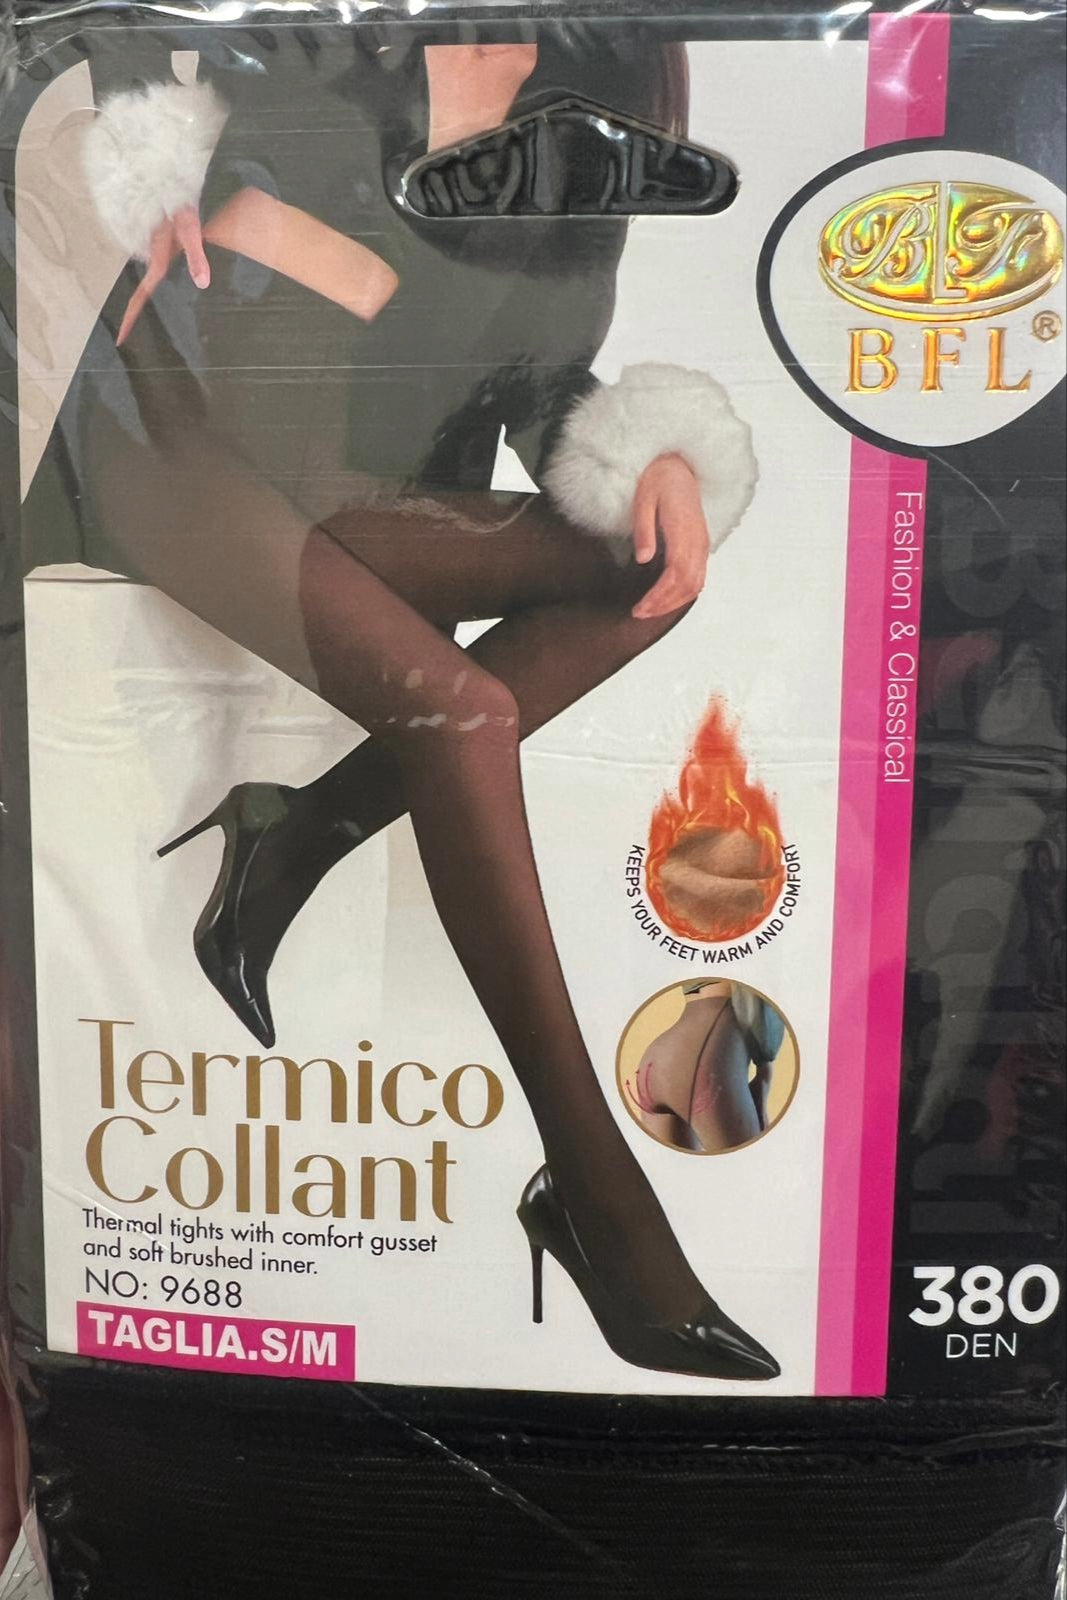 BLF
BFL®
Fashion & Classical
KEEPS YOUR FEET WARM AND COMFORT
Termico
Collant
Thermal tights with comfort gusset
and soft brushed inner.
NO: 9688
TAGLIA.S/M
380
DEN